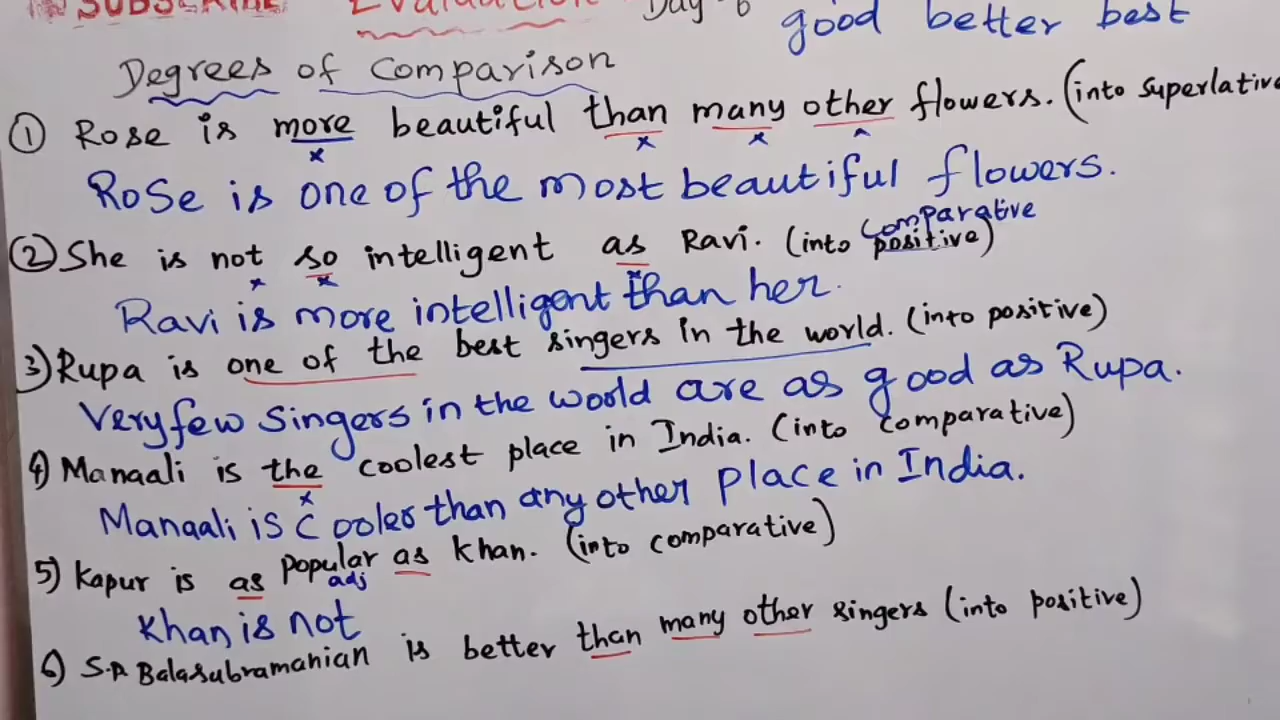 SUBSCRIBE Evaluation Day-6
good better best
Degrees of Comparison
① Rose is more beautiful than many other flowers. (into superlative
Rose is one of the most beautiful flowers.
② She is not so intelligent as Ravi. (into positive)
comparative
Ravi is more intelligent than her.
3) Rupa is one of the best singers in the world. (into positive)
Very few singers in the world are as good as Rupa.
4) Manaali is the coolest place in India. (into comparative)
Manaali is cooler than any other place in India.
5) Kapur is as popular as Khan. (into comparative)
adj
Khan is not
6) S.P. Balasubramanian is better than many other singers (into positive)